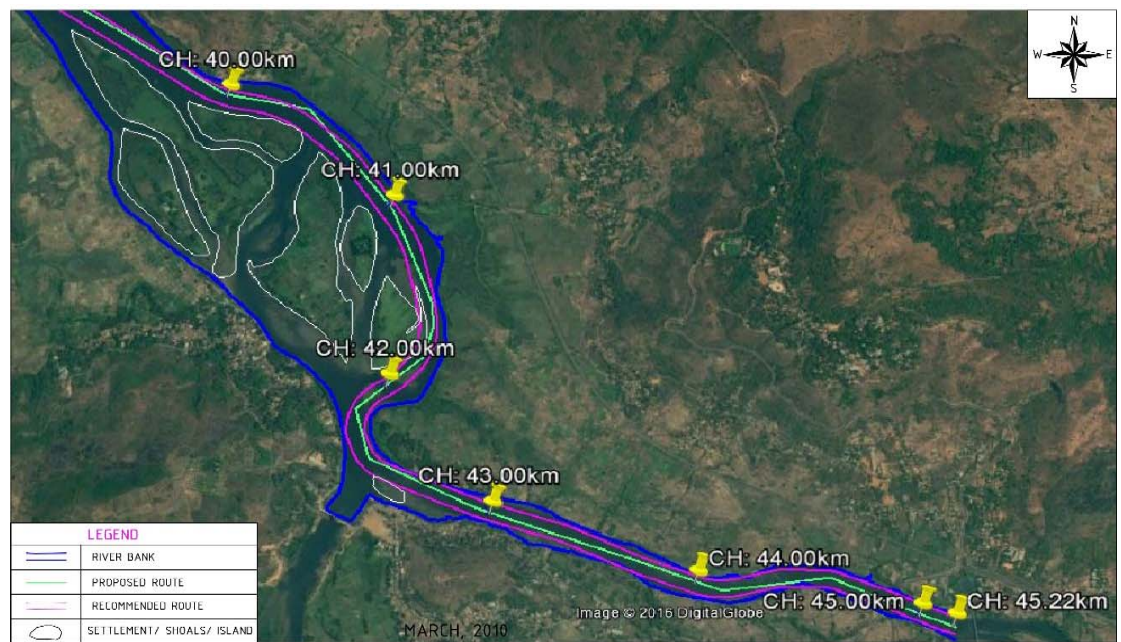 N
W E
S
CH: 40.00km
CH: 41.00km
CH: 42.00km
CH: 43.00km
CH: 44.00km
CH: 45.00km
CH: 45.22km
Image © 2016 DigitalGlobe
MARCH, 2010
LEGEND
RIVER BANK
PROPOSED ROUTE
RECOMMENDED ROUTE
SETTLEMENT/ SHOALS/ ISLAND